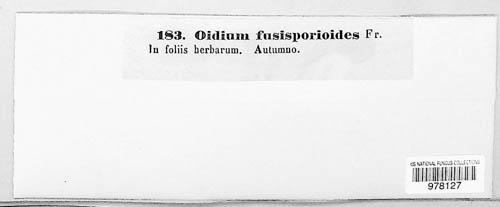 183. Oidium fusisporioides Fr.
In foliis herbarum. Autumno.
US NATIONAL FUNGUS COLLECTIONS
978127